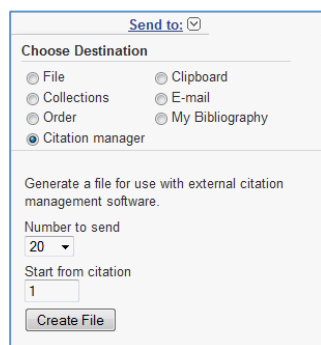 Send to:
Choose Destination
File Clipboard
Collections E-mail
Order My Bibliography
Citation manager
Generate a file for use with external citation
management software.
Number to send
20
Start from citation
1
Create File